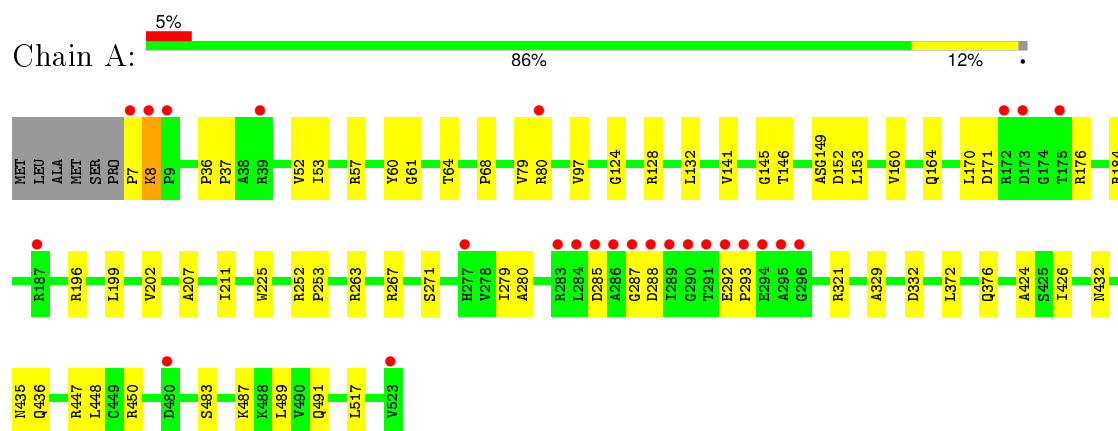 5%
Chain A:
86% 12% •
MET LEU ALA MET SER PRO P7 K8 P9 P36 P37 A38 R39 V52 I53 R57 Y60 G61 T64 P68 V79 R80 V97 G124 R128 L132 V141 G145 T146 ASG149 D152 L153 V160 Q164 L170 D171 R172 D173 G174 T175 R176 R184
R187 R196 L199 V202 A207 I211 W225 R252 P253 R263 R267 S271 H277 V278 I279 A280 R283 L284 D285 A286 G287 D288 I289 G290 T291 E292 P293 E294 A295 G296 R321 A329 D332 L372 Q376 A424 S425 I426 N432
N435 Q436 R447 L448 C449 R450 D480 S483 K487 K488 L489 V490 Q491 L517 V523